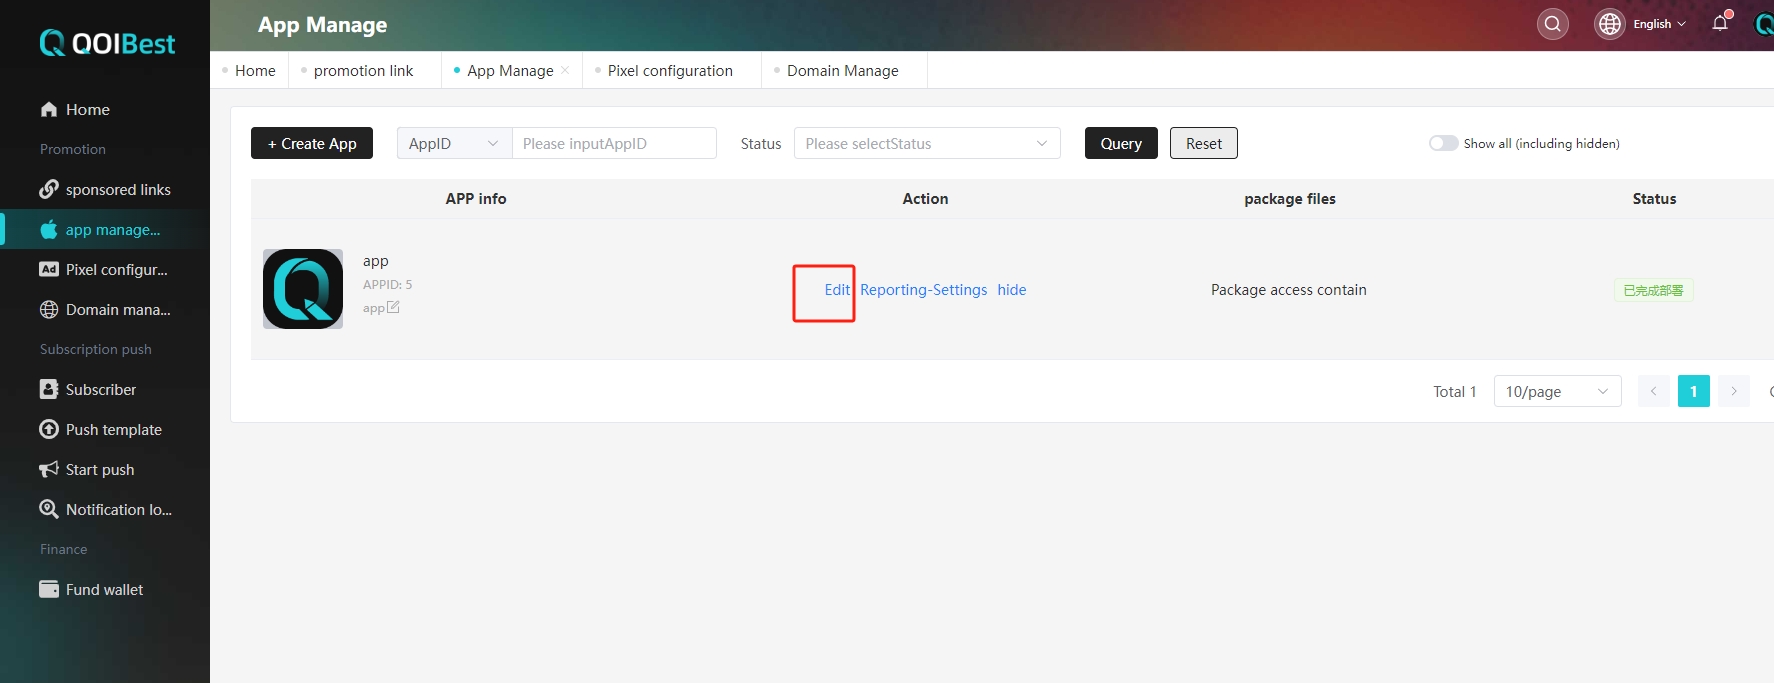 QOIBest
App Manage
English
Home
promotion link
App Manage
Pixel configuration
Domain Manage
Home
Promotion
sponsored links
app manage...
Pixel configur...
Domain mana...
Subscription push
Subscriber
Push template
Start push
Notification lo...
Finance
Fund wallet
+ Create App
AppID
Please inputAppID
Status
Please selectStatus
Query
Reset
Show all (including hidden)
APP info
Action
package files
Status
app
APPID: 5
app
Edit
Reporting-Settings
hide
Package access contain
已完成部署
Total 1
10/page
1